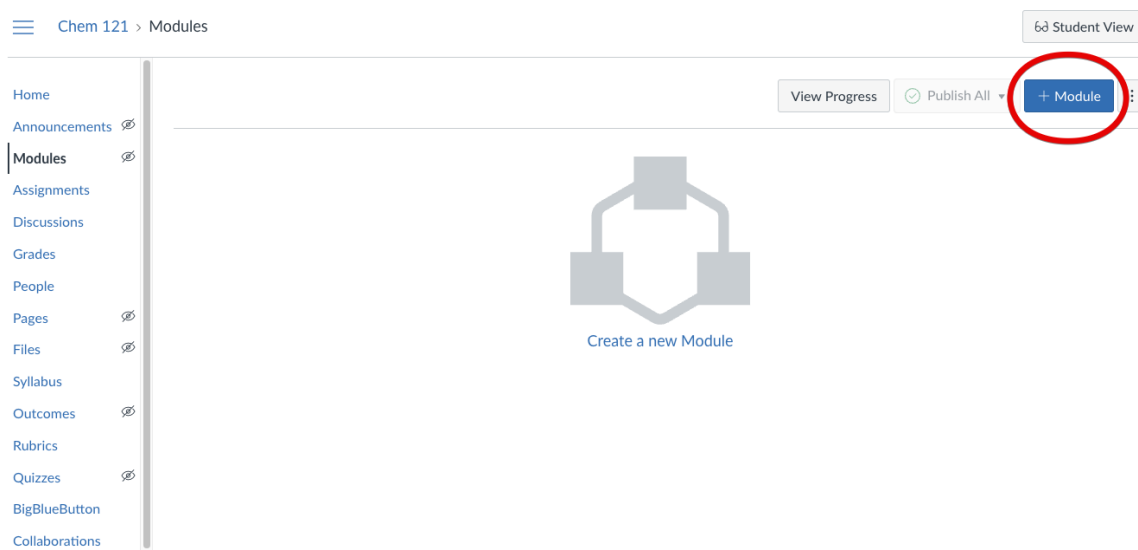 Chem 121 > Modules
Student View
View Progress
Publish All
+ Module
Home
Announcements
Modules
Assignments
Discussions
Grades
People
Pages
Files
Syllabus
Outcomes
Rubrics
Quizzes
BigBlueButton
Collaborations
Create a new Module